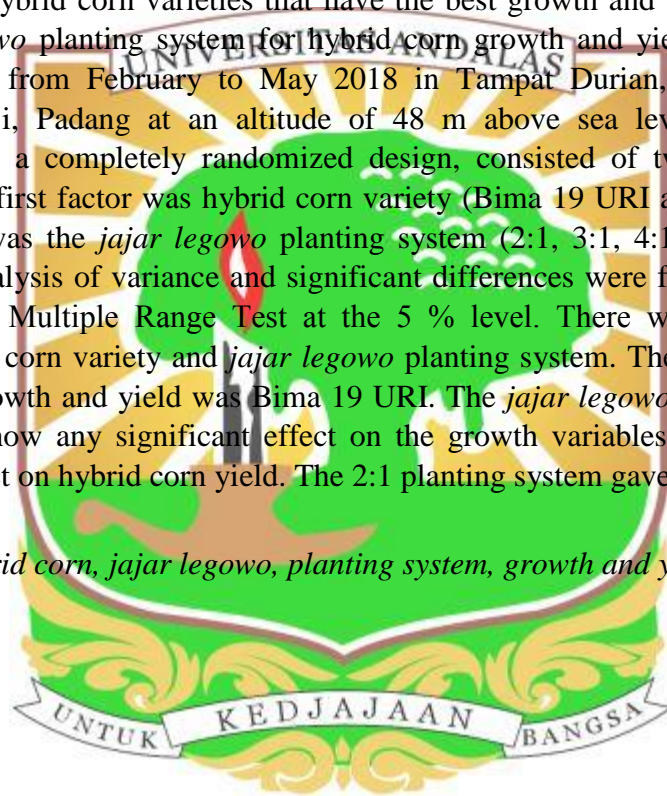 hybrid corn varieties that have the best growth and
wo planting system for hybrid corn growth and yie
UNIVERSITAS ANDALAS
from February to May 2018 in Tampat Durian,
i, Padang at an altitude of 48 m above sea lev
a completely randomized design, consisted of tw
first factor was hybrid corn variety (Bima 19 URI a
was the jajar legowo planting system (2:1, 3:1, 4:1
alysis of variance and significant differences were f
Multiple Range Test at the 5 % level. There w
corn variety and jajar legowo planting system. The
owth and yield was Bima 19 URI. The jajar legowo
how any significant effect on the growth variables
ct on hybrid corn yield. The 2:1 planting system gave
rid corn, jajar legowo, planting system, growth and y
UNTUK KEDJAJAAN BANGSA